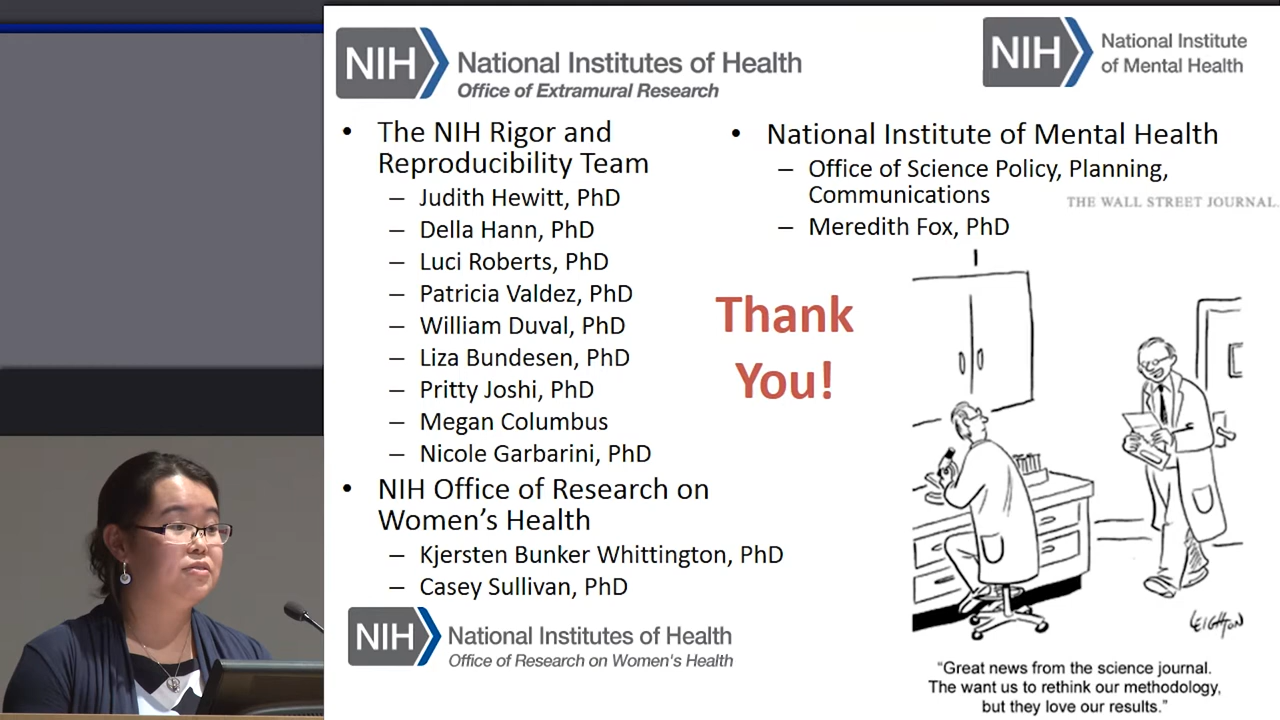 NIH National Institutes of Health
Office of Extramural Research
NIH National Institute
of Mental Health
• The NIH Rigor and
Reproducibility Team
– Judith Hewitt, PhD
– Della Hann, PhD
– Luci Roberts, PhD
– Patricia Valdez, PhD
– William Duval, PhD
– Liza Bundesen, PhD
– Pritty Joshi, PhD
– Megan Columbus
– Nicole Garbarini, PhD
• NIH Office of Research on
Women's Health
– Kjersten Bunker Whittington, PhD
– Casey Sullivan, PhD
NIH National Institutes of Health
Office of Research on Women's Health
• National Institute of Mental Health
– Office of Science Policy, Planning,
Communications
– Meredith Fox, PhD
THE WALL STREET JOURNAL.
Thank
You!
LEIGHTON
“Great news from the science journal.
The want us to rethink our methodology,
but they love our results.”